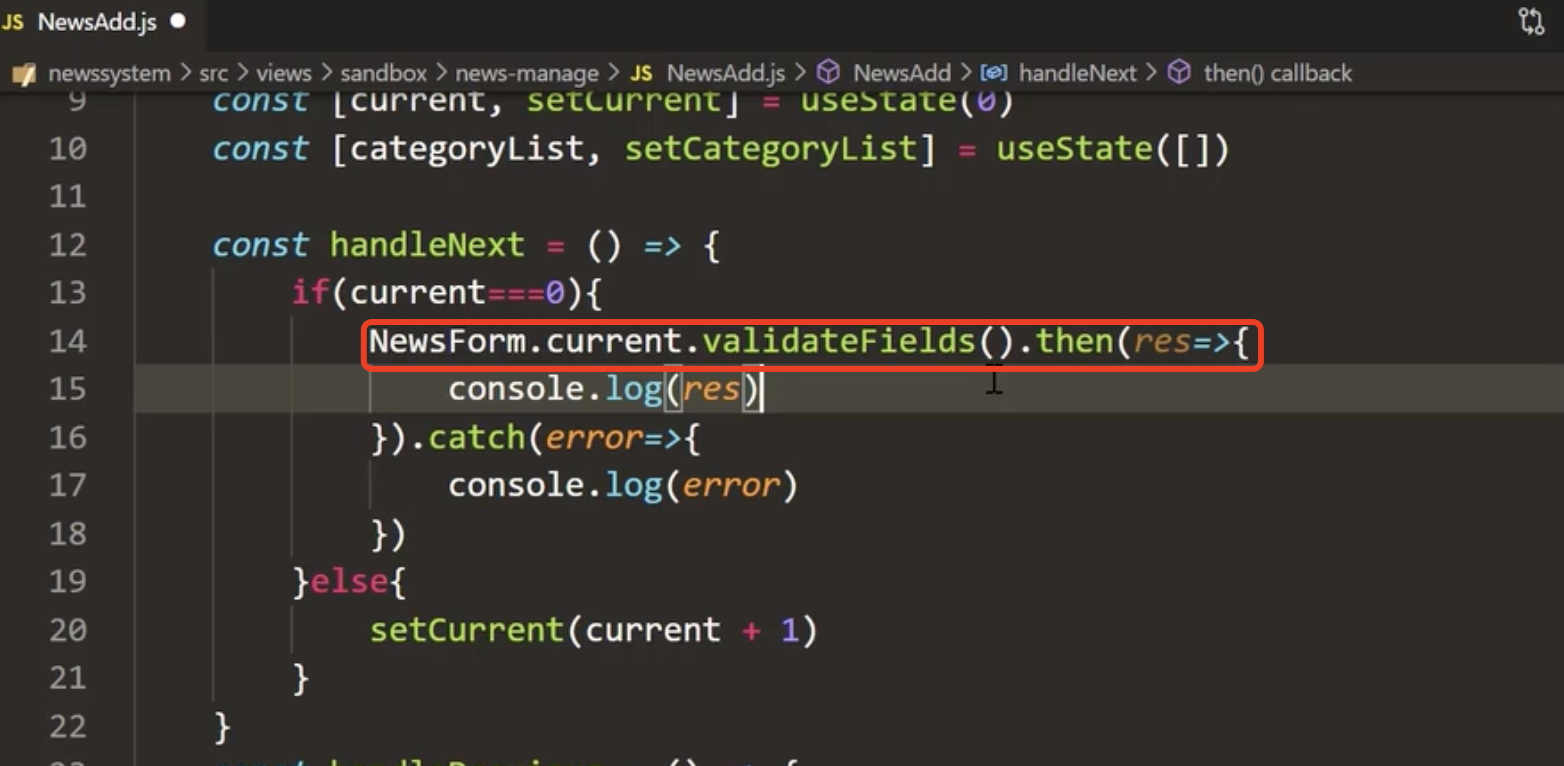 JS NewsAdd.js
newssystem > src > views > sandbox > news-manage > JS NewsAdd.js > NewsAdd > handleNext > then() callback
9 const [current, setCurrent] = useState(0)
10 const [categoryList, setCategoryList] = useState([])
11
12 const handleNext = () => {
13 if(current===0){
14 NewsForm.current.validateFields().then(res=>{
15 console.log(res)
16 }).catch(error=>{
17 console.log(error)
18 })
19 }else{
20 setCurrent(current + 1)
21 }
22 }